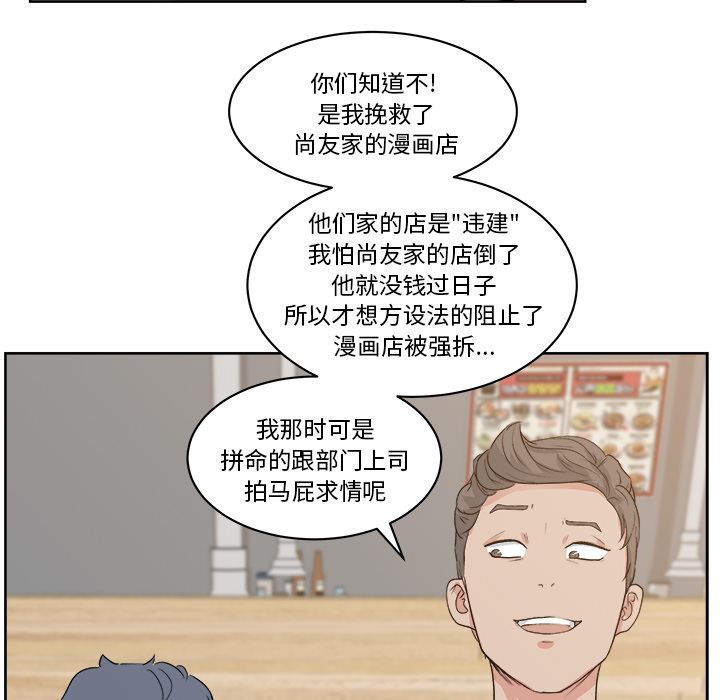 你们知道不!
是我挽救了
尚友家的漫画店
他们家的店是"违建"
我怕尚友家的店倒了
他就没钱过日子
所以才想方设法的阻止了
漫画店被强拆...
我那时可是
拼命的跟部门上司
拍马屁求情呢